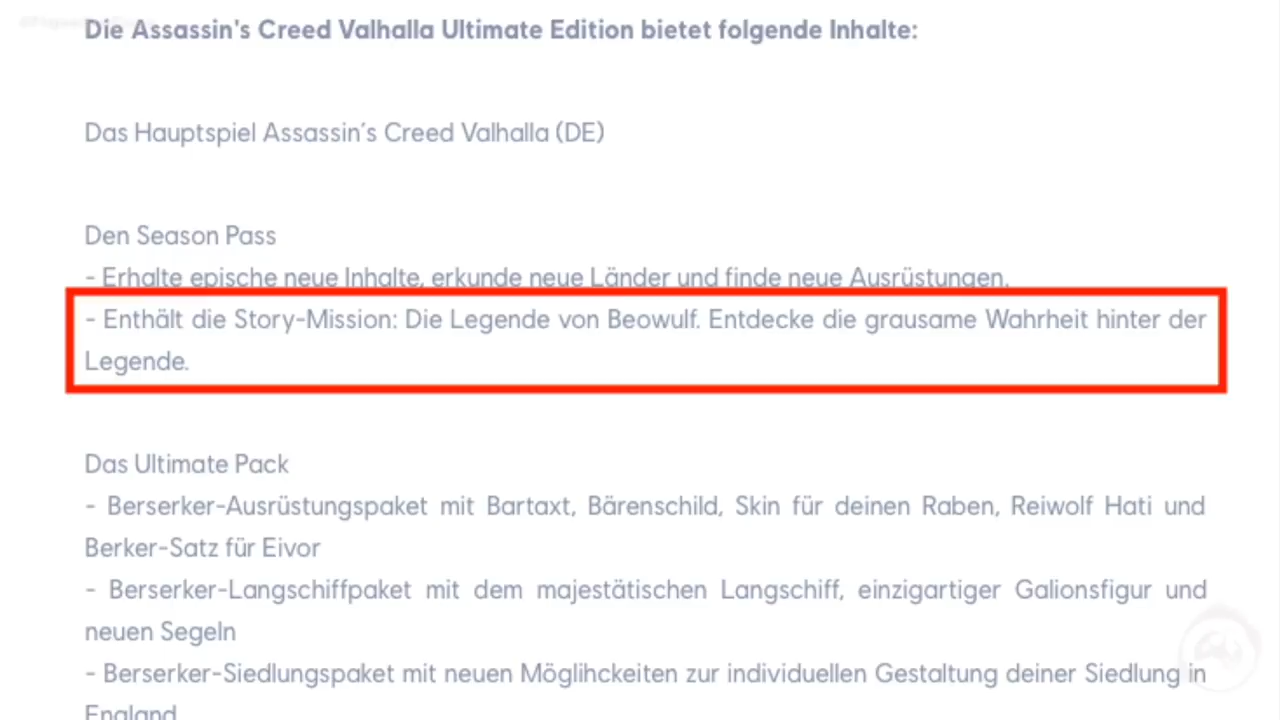 Die Assassin's Creed Valhalla Ultimate Edition bietet folgende Inhalte:
Das Hauptspiel Assassin´s Creed Valhalla (DE)
Den Season Pass
- Erhalte epische neue Inhalte, erkunde neue Länder und finde neue Ausrüstungen.
- Enthält die Story-Mission: Die Legende von Beowulf. Entdecke die grausame Wahrheit hinter der
Legende.
Das Ultimate Pack
- Berserker-Ausrüstungspaket mit Bartaxt, Bärenschild, Skin für deinen Raben, Reiwolf Hati und
Berker-Satz für Eivor
- Berserker-Langschiffpaket mit dem majestätischen Langschiff, einzigartiger Galionsfigur und
neuen Segeln
- Berserker-Siedlungspaket mit neuen Möglihckeiten zur individuellen Gestaltung deiner Siedlung in
England